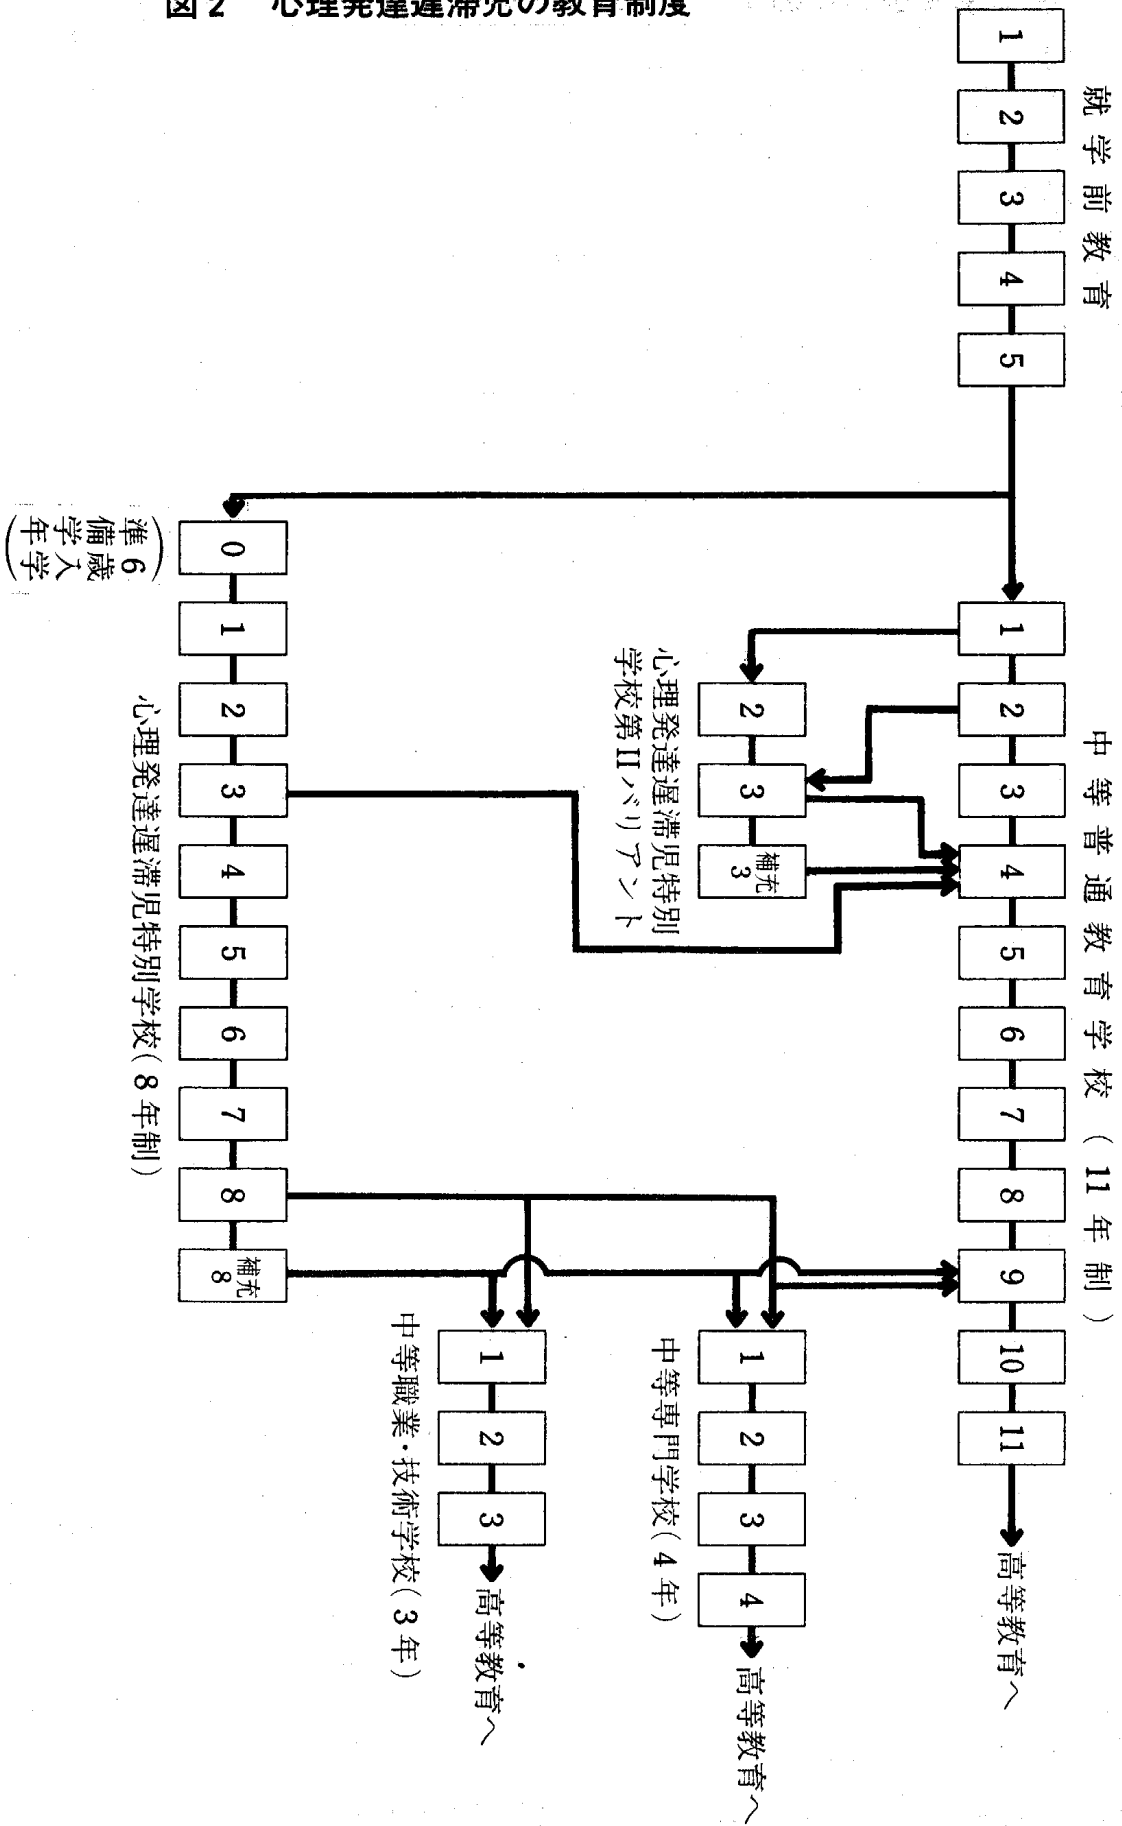 図2 心理発達遅滞児の教育制度
就学前教育
1
2
3
4
5
中等普通教育学校(11年制)
1
2
3
4
5
6
7
8
9
10
11
高等教育へ
心理発達遅滞児特別
学校第IIバリアント
2
3
補充
3
中等専門学校(4年)
1
2
3
4
高等教育へ
中等職業・技術学校(3年)
1
2
3
高等教育へ
(6歳入学
準備学年)
0
1
2
3
4
5
6
7
8
補充
8
心理発達遅滞児特別学校(8年制)